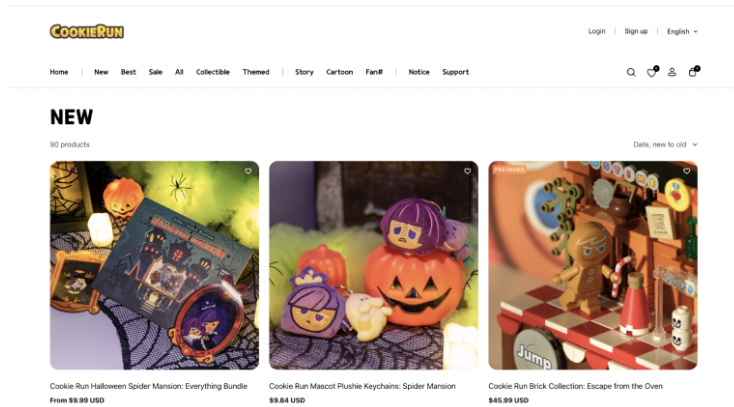 CookieRun
Login | Sign up | English
Home | New Best Sale All Collectible Themed | Story Cartoon Fan# | Notice Support
0 0
NEW
90 products
Date, new to old
PREORDER
Jump
Cookie Run Halloween Spider Mansion: Everything Bundle
From $9.99 USD
Cookie Run Mascot Plushie Keychains: Spider Mansion
$9.84 USD
Cookie Run Brick Collection: Escape from the Oven
$45.99 USD